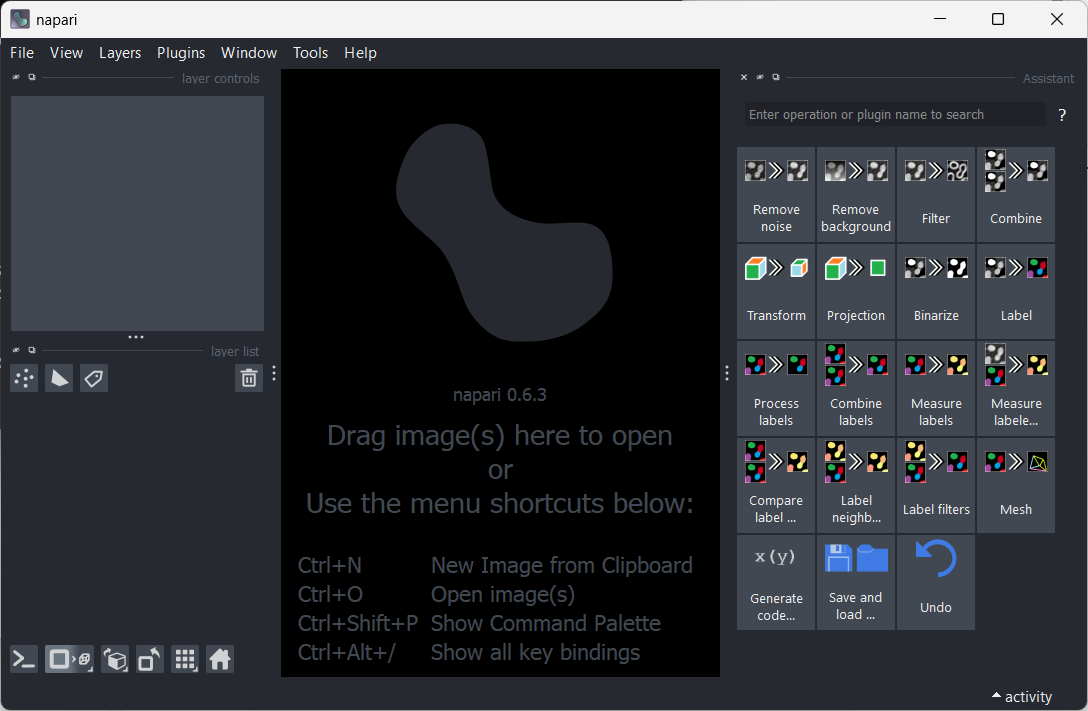 napari
File View Layers Plugins Window Tools Help
layer controls
layer list
napari 0.6.3
Drag image(s) here to open
or
Use the menu shortcuts below:
Ctrl+N New Image from Clipboard
Ctrl+O Open image(s)
Ctrl+Shift+P Show Command Palette
Ctrl+Alt+/ Show all key bindings
Assistant
Enter operation or plugin name to search ?
Remove
noise
Remove
background
Filter
Combine
Transform
Projection
Binarize
Label
Process
labels
Combine
labels
Measure
labels
Measure
labele...
Compare
label ...
Label
neighb...
Label filters
Mesh
x(y)
Generate
code...
Save and
load ...
Undo
activity